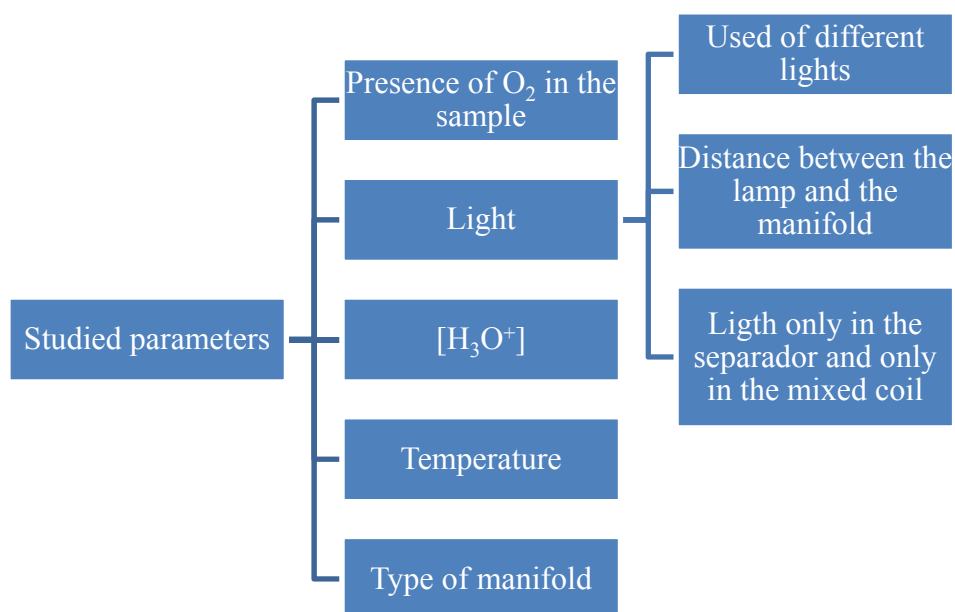 Studied parameters
Presence of O₂ in the
sample
Light
[H₃O⁺]
Temperature
Type of manifold
Used of different
lights
Distance between the
lamp and the
manifold
Ligth only in the
separador and only
in the mixed coil